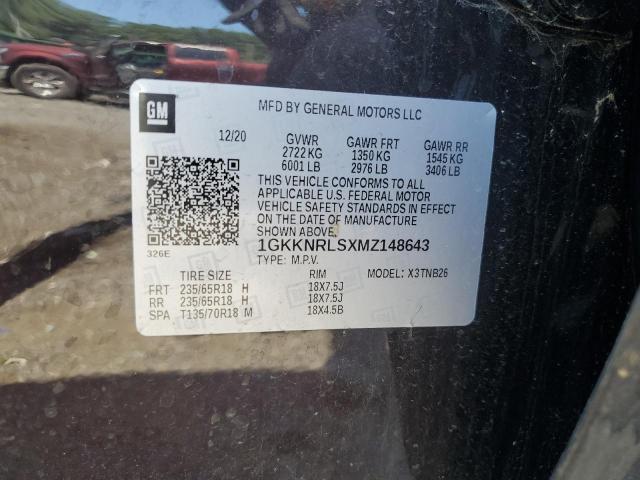 GM
MFD BY GENERAL MOTORS LLC
12/20 GVWR GAWR FRT GAWR RR
2722 KG 1350 KG 1545 KG
6001 LB 2976 LB 3406 LB
THIS VEHICLE CONFORMS TO ALL
APPLICABLE U.S. FEDERAL MOTOR
VEHICLE SAFETY STANDARDS IN EFFECT
ON THE DATE OF MANUFACTURE
SHOWN ABOVE.
326E
1GKKNRLSXMZ148643
TYPE: M.P.V.
TIRE SIZE RIM MODEL: X3TNB26
FRT 235/65R18 H 18X7.5J
RR 235/65R18 H 18X7.5J
SPA T135/70R18 M 18X4.5B